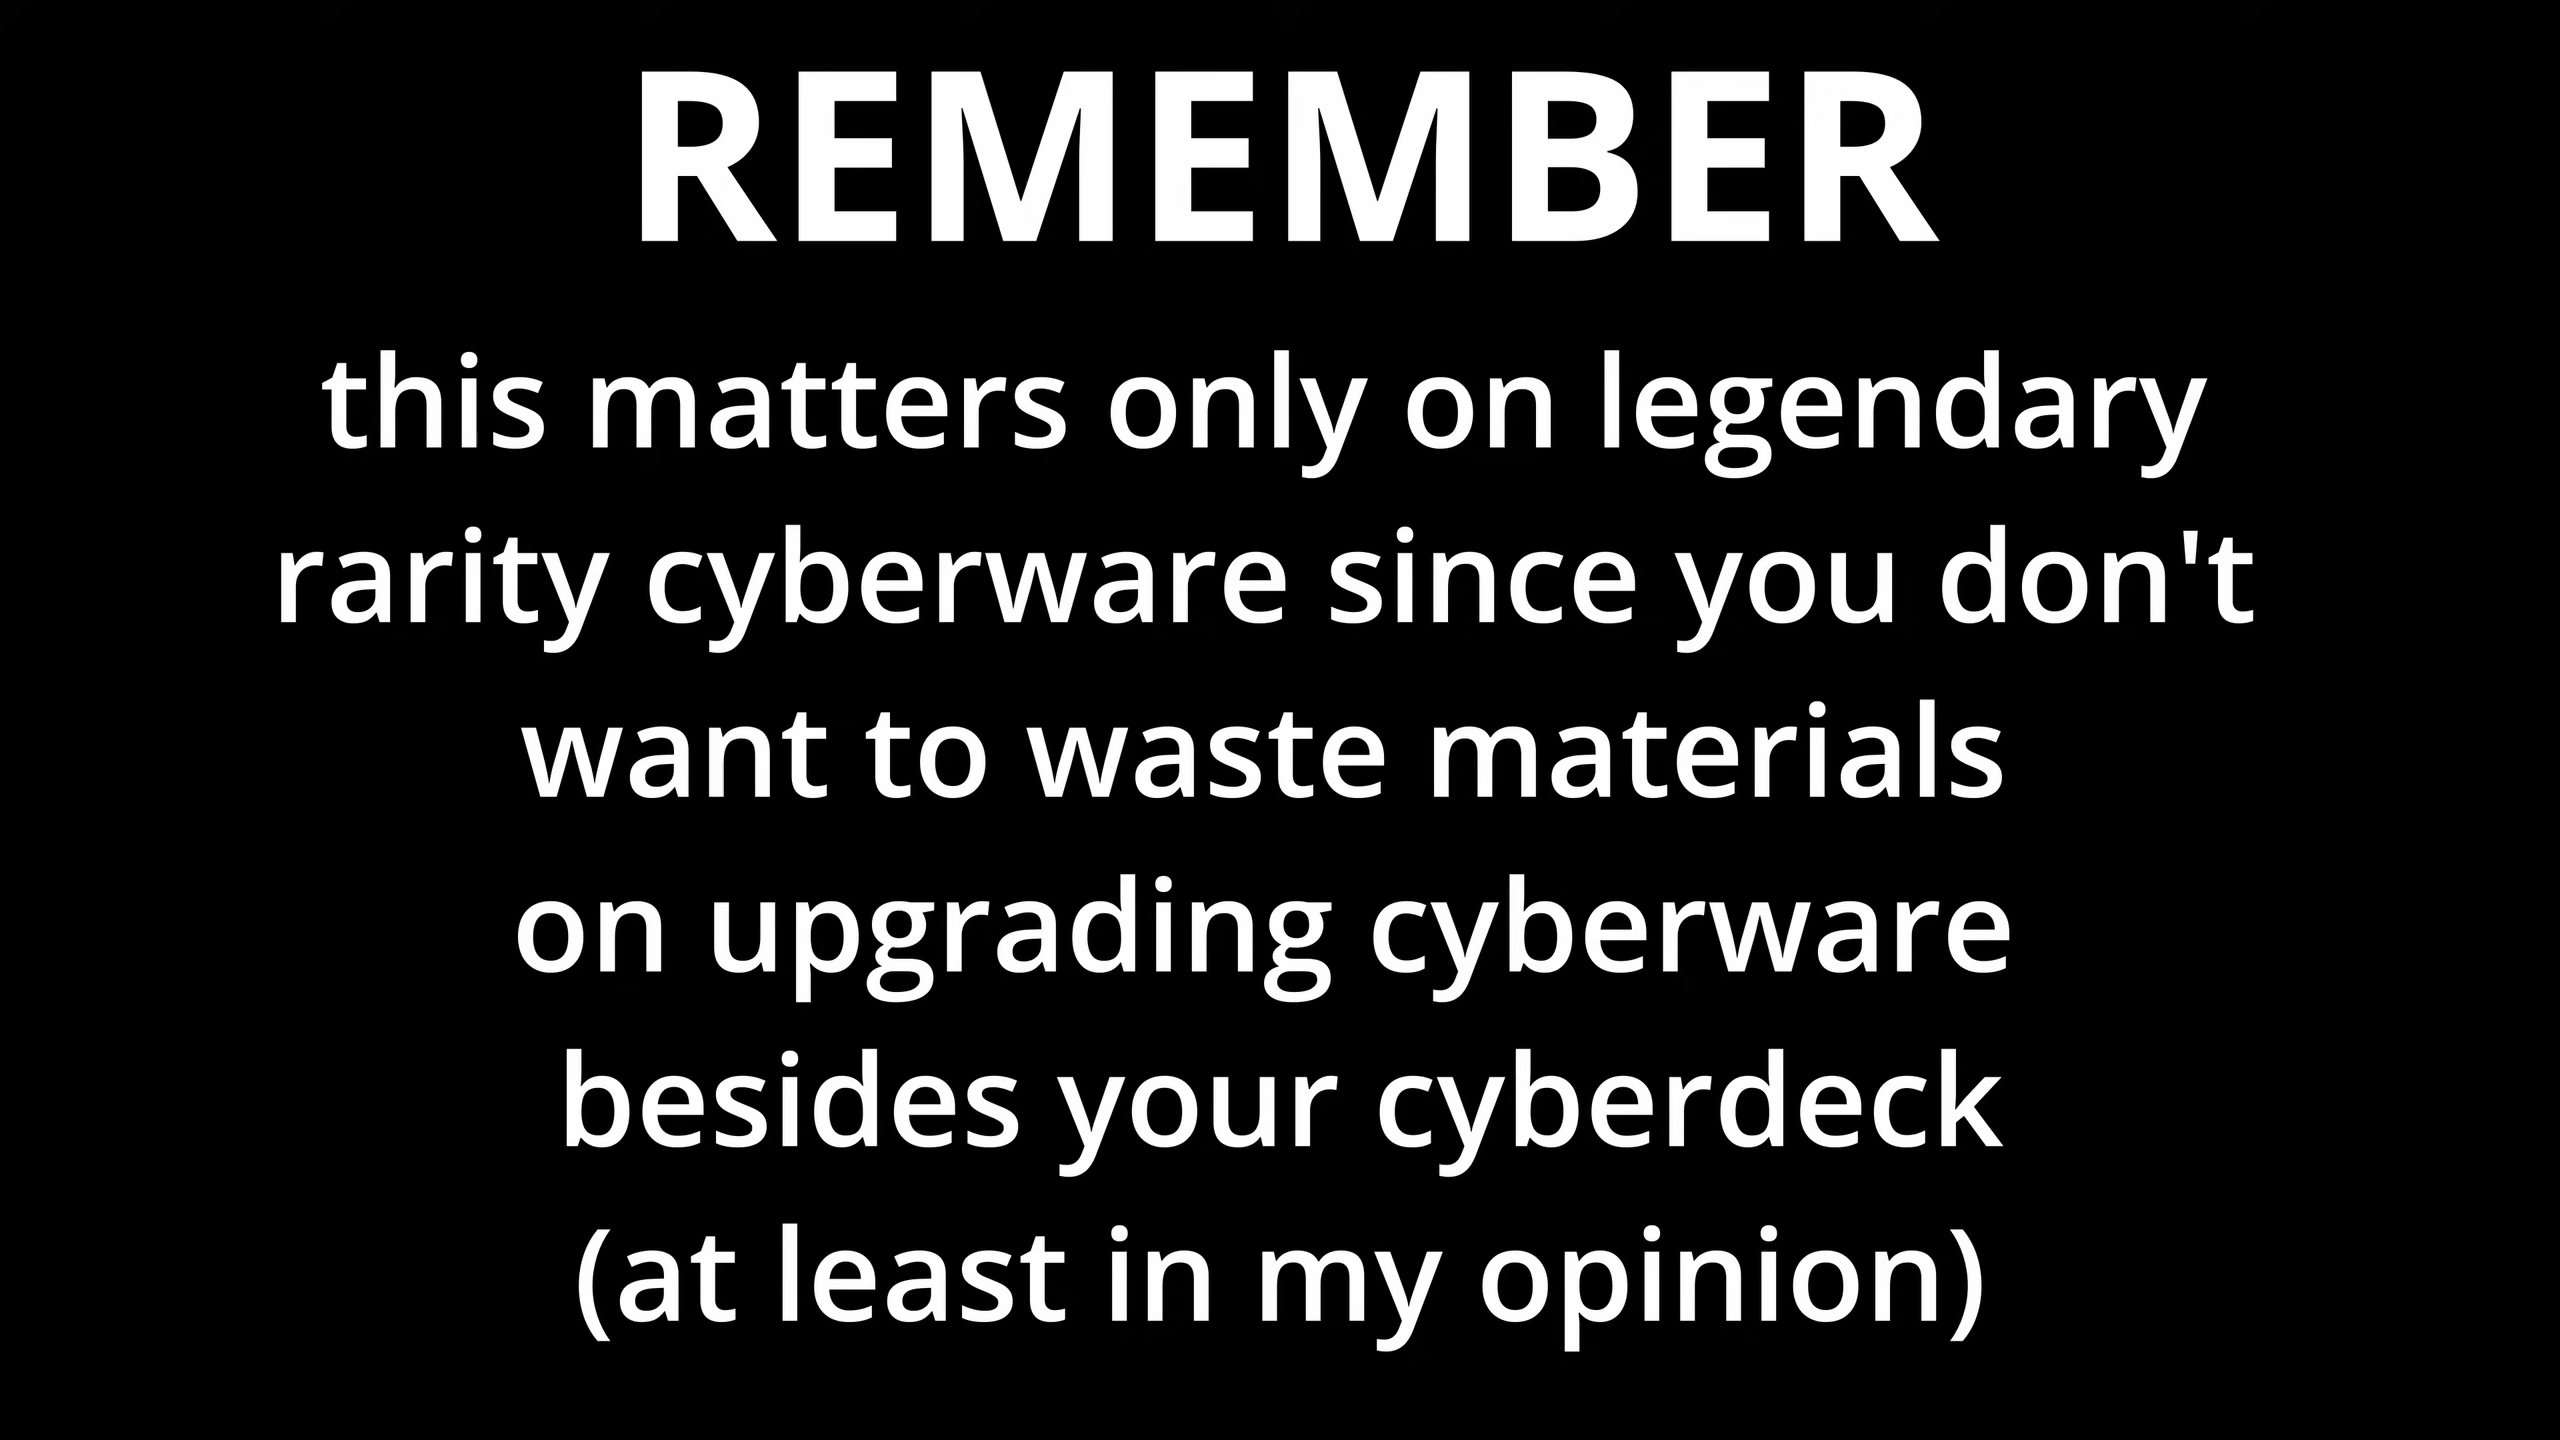 REMEMBER
this matters only on legendary
rarity cyberware since you don't
want to waste materials
on upgrading cyberware
besides your cyberdeck
(at least in my opinion)